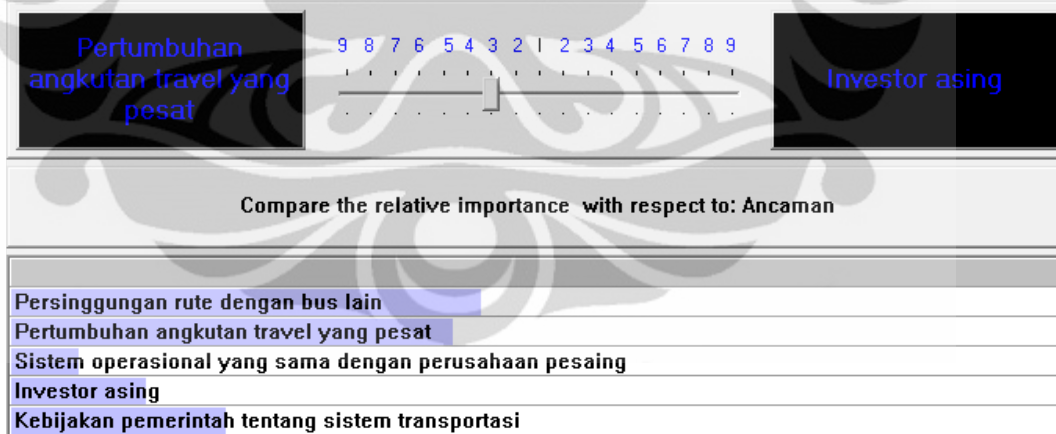 Pertumbuhan
angkutan travel yang
pesat
9 8 7 6 5 4 3 2 | 2 3 4 5 6 7 8 9
Investor asing
Compare the relative importance with respect to: Ancaman
Persinggungan rute dengan bus lain
Pertumbuhan angkutan travel yang pesat
Sistem operasional yang sama dengan perusahaan pesaing
Investor asing
Kebijakan pemerintah tentang sistem transportasi